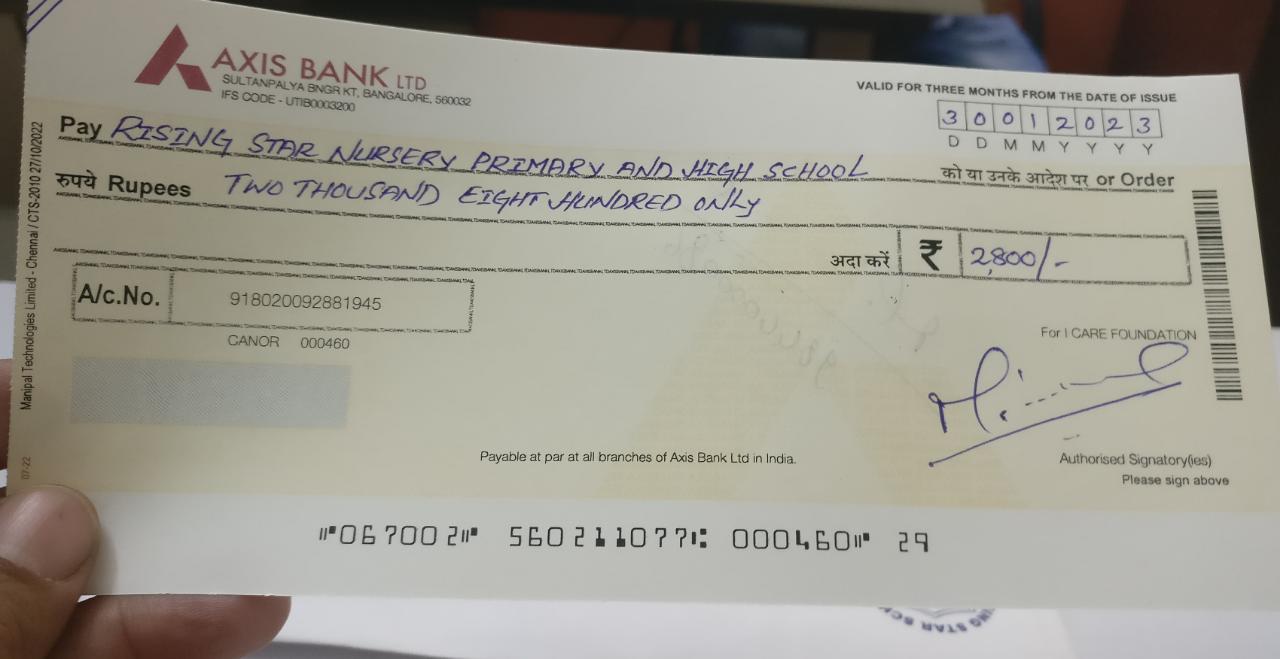 AXIS BANK LTD
SULTANPALYA BNGR KT, BANGALORE, 560032
IFS CODE - UTIB0003200
VALID FOR THREE MONTHS FROM THE DATE OF ISSUE
3 0 0 1 2 0 2 3
D D M M Y Y Y Y
Pay RISING STAR NURSERY PRIMARY AND HIGH SCHOOL
को या उनके आदेश पर or Order
रुपये Rupees TWO THOUSAND EIGHT HUNDRED ONLY
अदा करें ₹ 2,800/-
A/c.No. 918020092881945
CANOR 000460
For I CARE FOUNDATION
Payable at par at all branches of Axis Bank Ltd in India.
Authorised Signatory(ies)
Please sign above
⑈067002⑈ 560211077⑆ 000460⑈ 29
Manipal Technologies Limited - Chennai / CTS-2010 27/10/2022
07-22